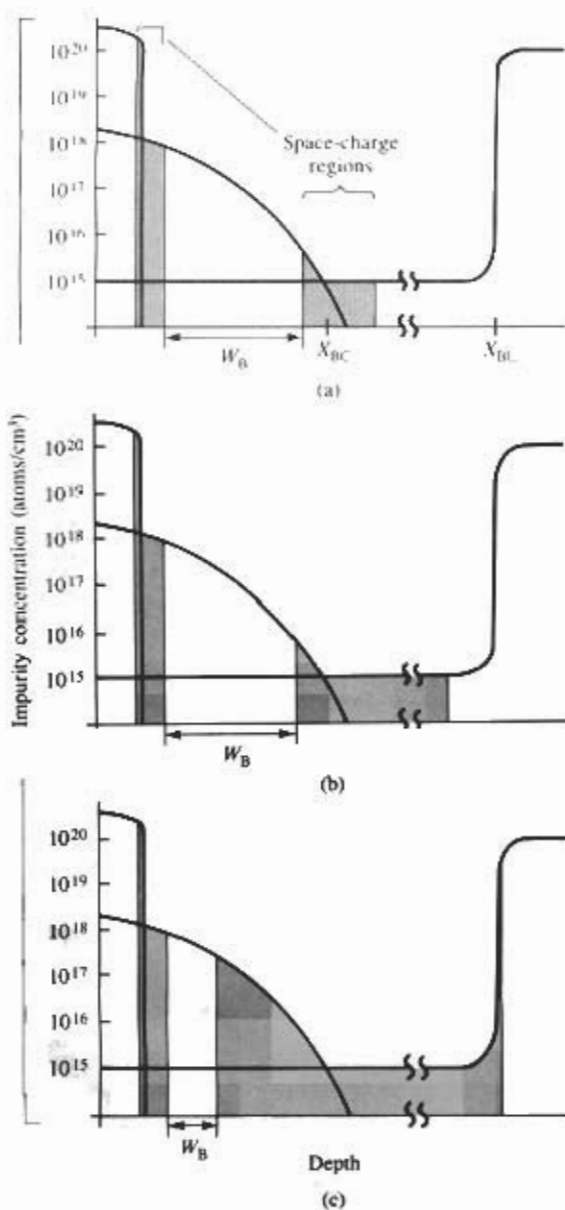 10²⁰
10¹⁹
10¹⁸
10¹⁷
10¹⁶
10¹⁵
Space-charge
regions
W_B
X_BC
X_BL
(a)
Impurity concentration (atoms/cm³)
10²⁰
10¹⁹
10¹⁸
10¹⁷
10¹⁶
10¹⁵
W_B
(b)
10²⁰
10¹⁹
10¹⁸
10¹⁷
10¹⁶
10¹⁵
W_B
Depth
(c)